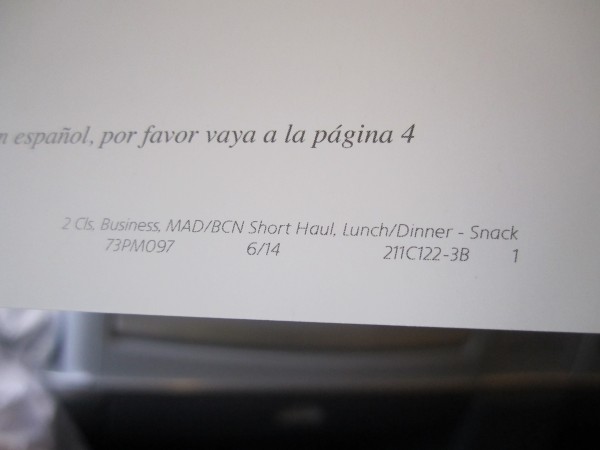 español, por favor vaya a la página 4
2 Cls, Business, MAD/BCN Short Haul, Lunch/Dinner - Snack
73PM097 6/14 211C122-3B 1